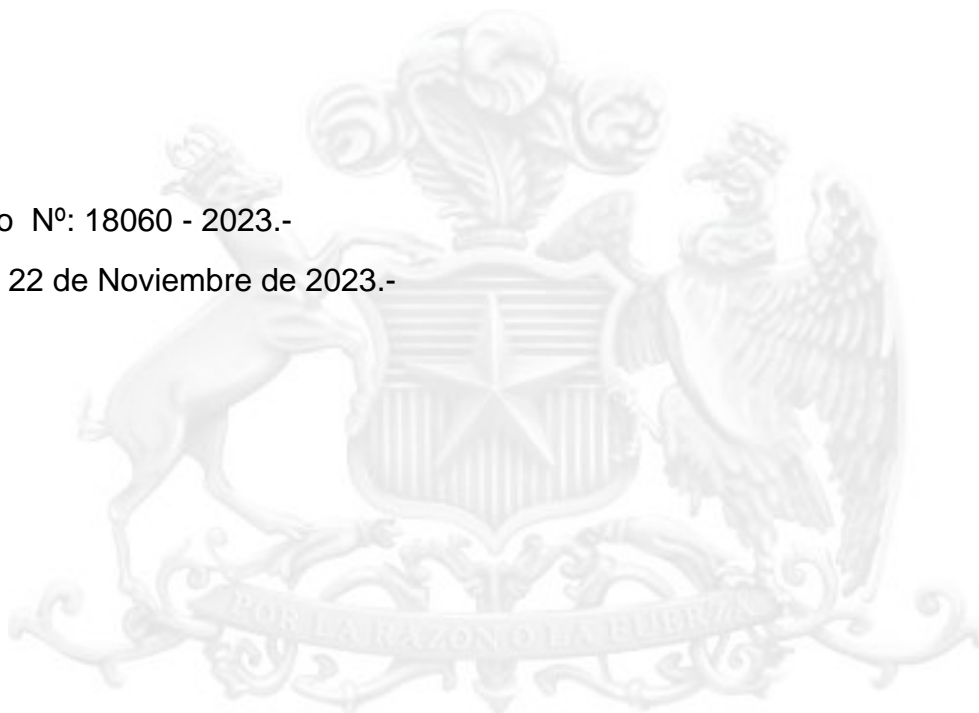 o Nº: 18060 - 2023.-
22 de Noviembre de 2023.-
POR LA RAZON O LA FUERZA